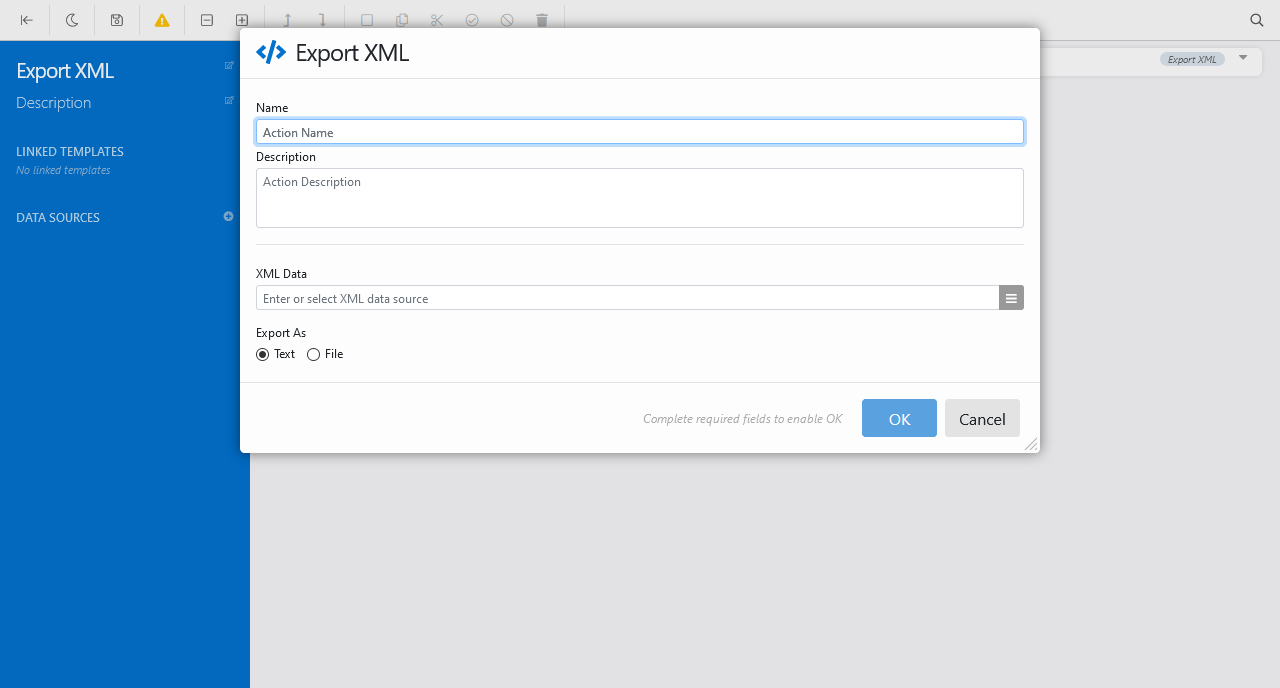 Export XML
Description
LINKED TEMPLATES
No linked templates
DATA SOURCES
Export XML
Export XML
Name
Action Name
Description
Action Description
XML Data
Enter or select XML data source
Export As
Text File
Complete required fields to enable OK
OK Cancel